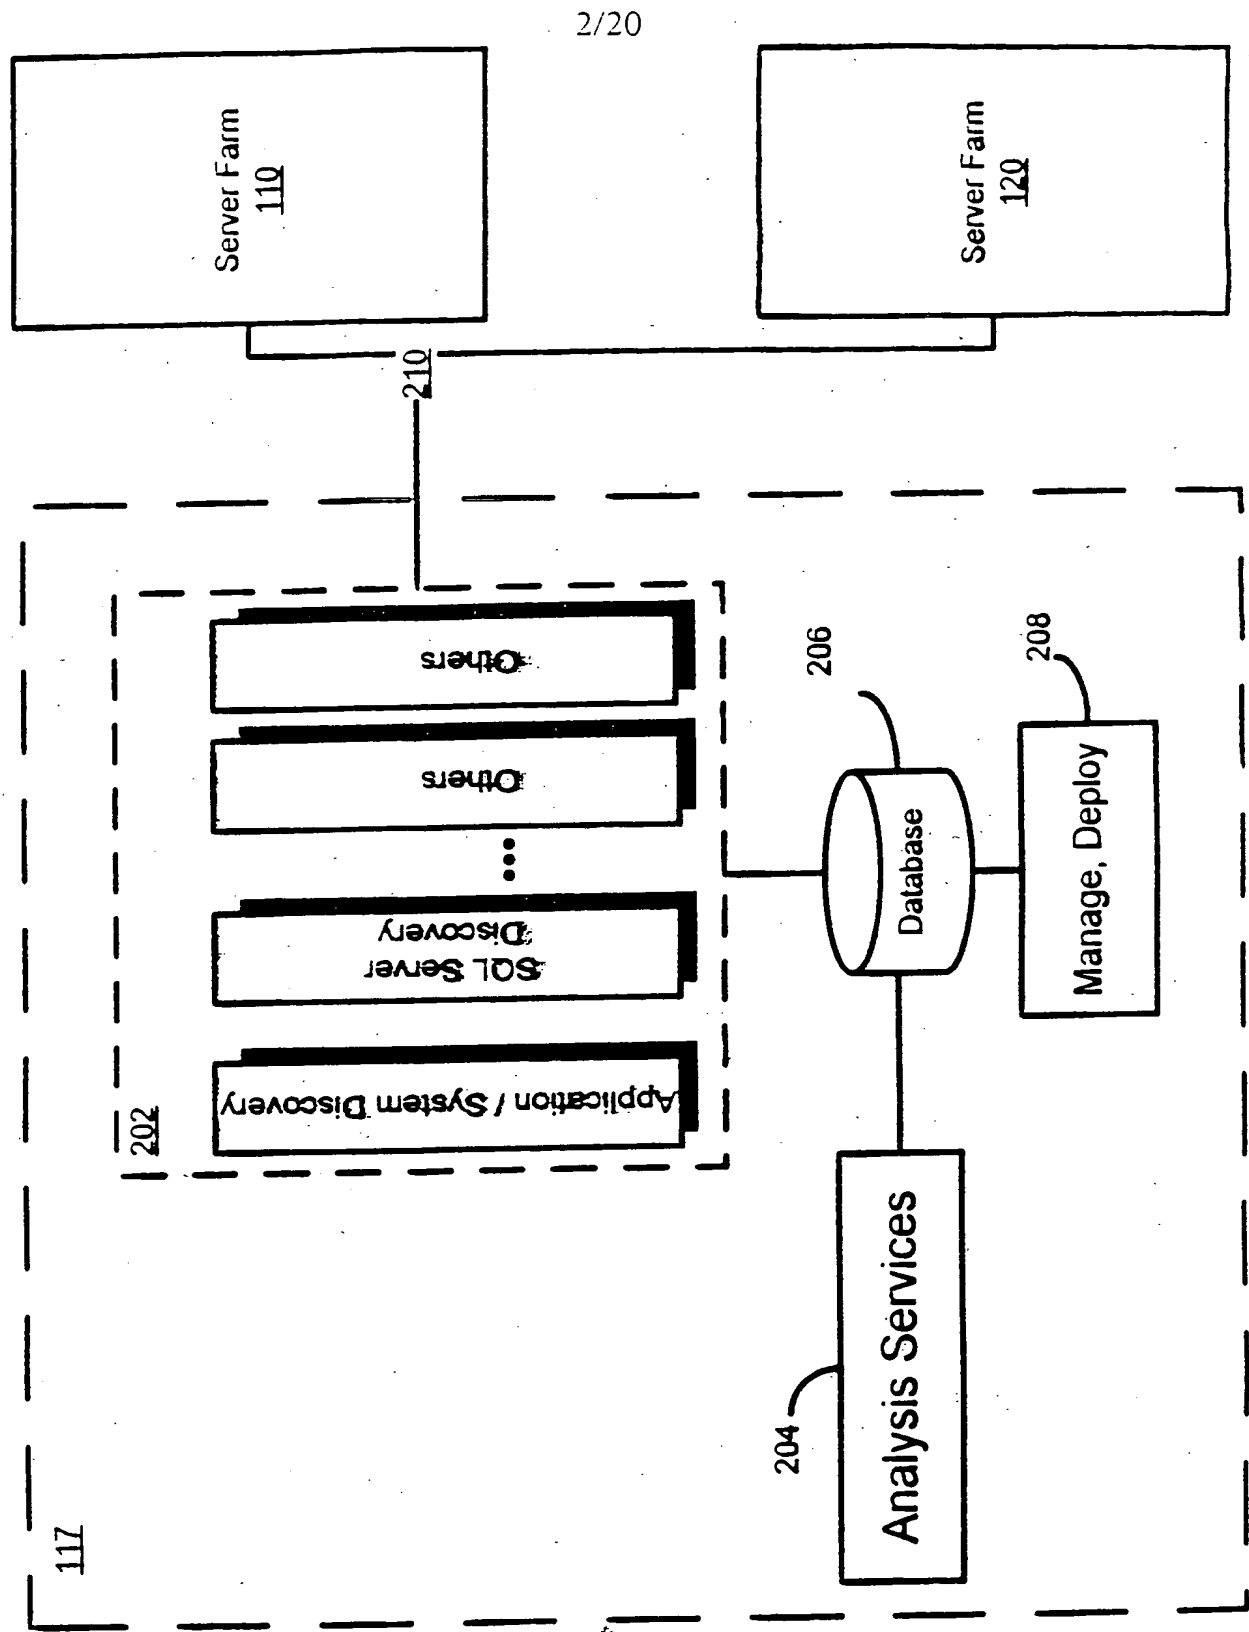 2/20
Server Farm
110
Server Farm
120
210
117
202
Application / System Discovery
SQL Server
Discovery
...
Others
Others
206
Database
208
Manage, Deploy
204
Analysis Services